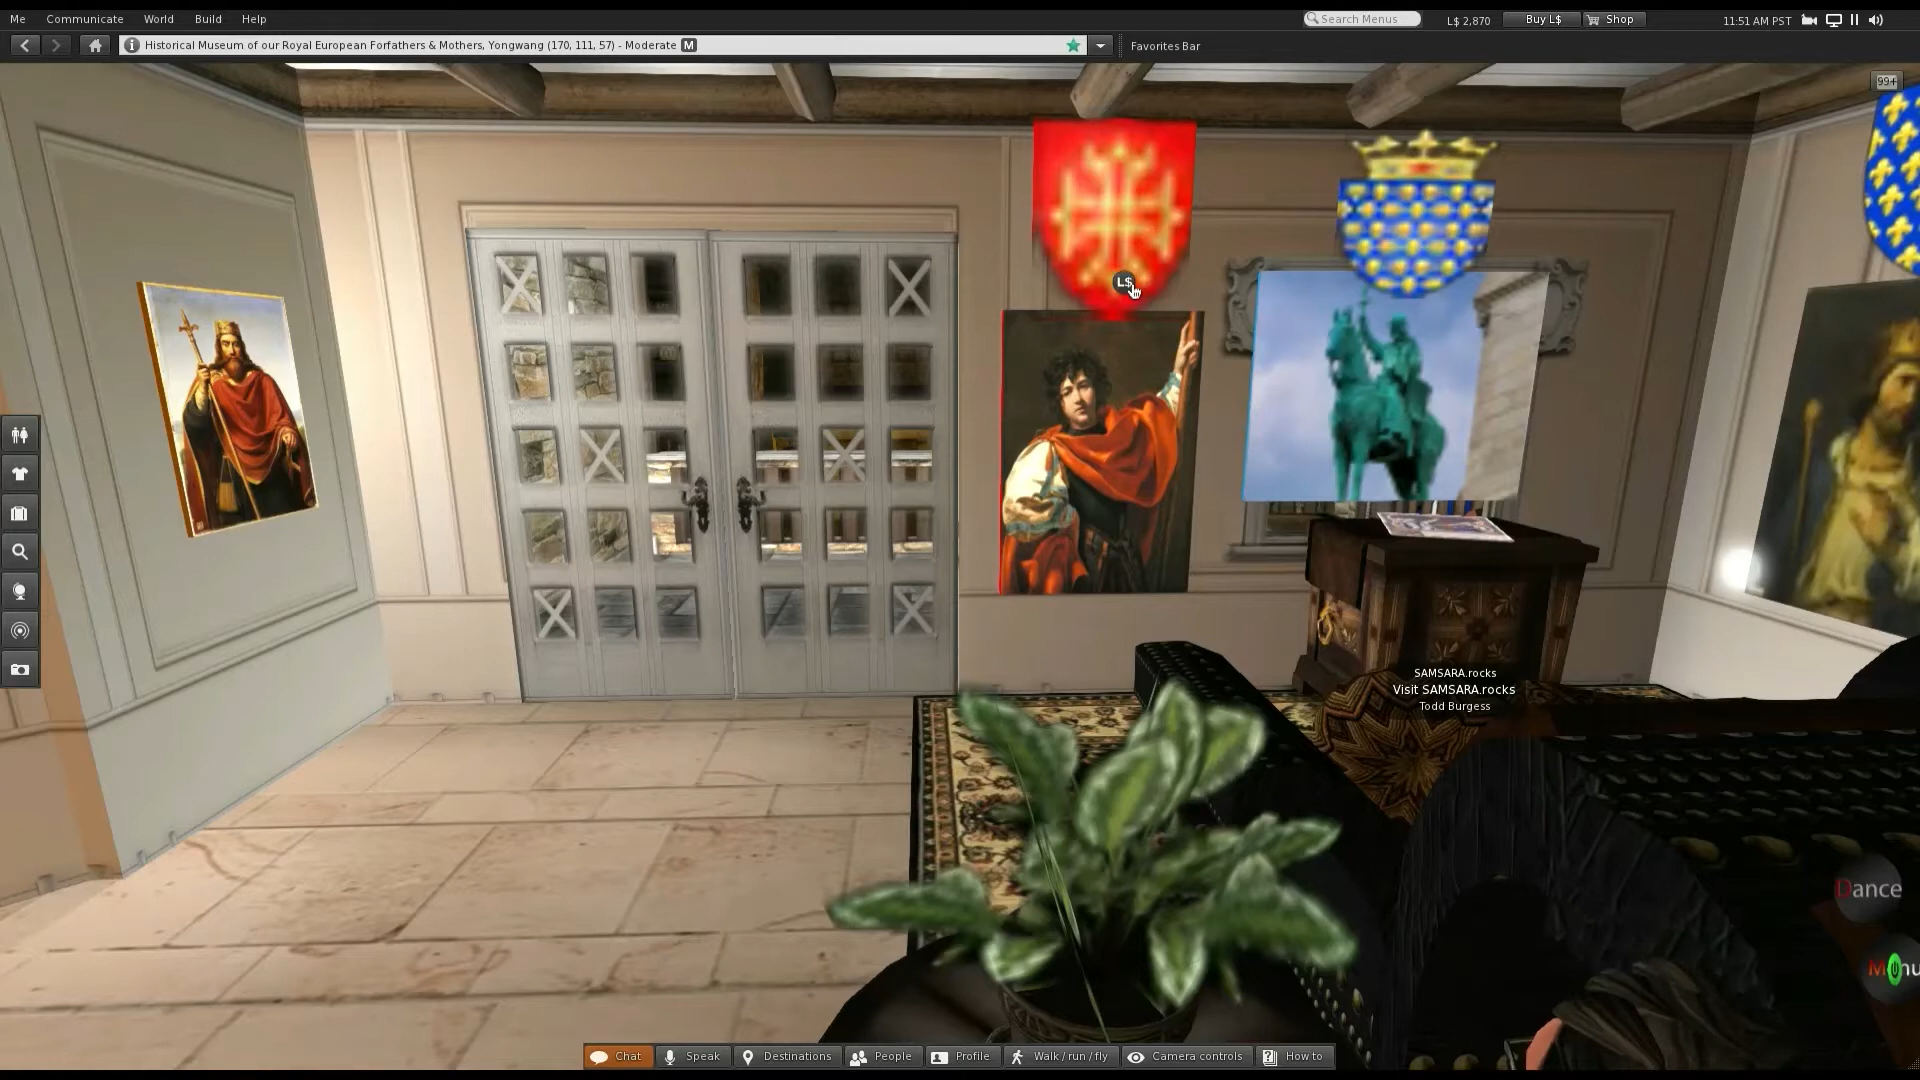 Me Communicate World Build Help
Search Menus L$ 2,870 Buy L$ Shop 11:51 AM PST
Historical Museum of our Royal European Forfathers & Mothers, Yongwang (170, 111, 57) - Moderate M
Favorites Bar
99+
L$
SAMSARA.rocks
Visit SAMSARA.rocks
Todd Burgess
Dance
Menu
Chat Speak Destinations People Profile Walk / run / fly Camera controls How to